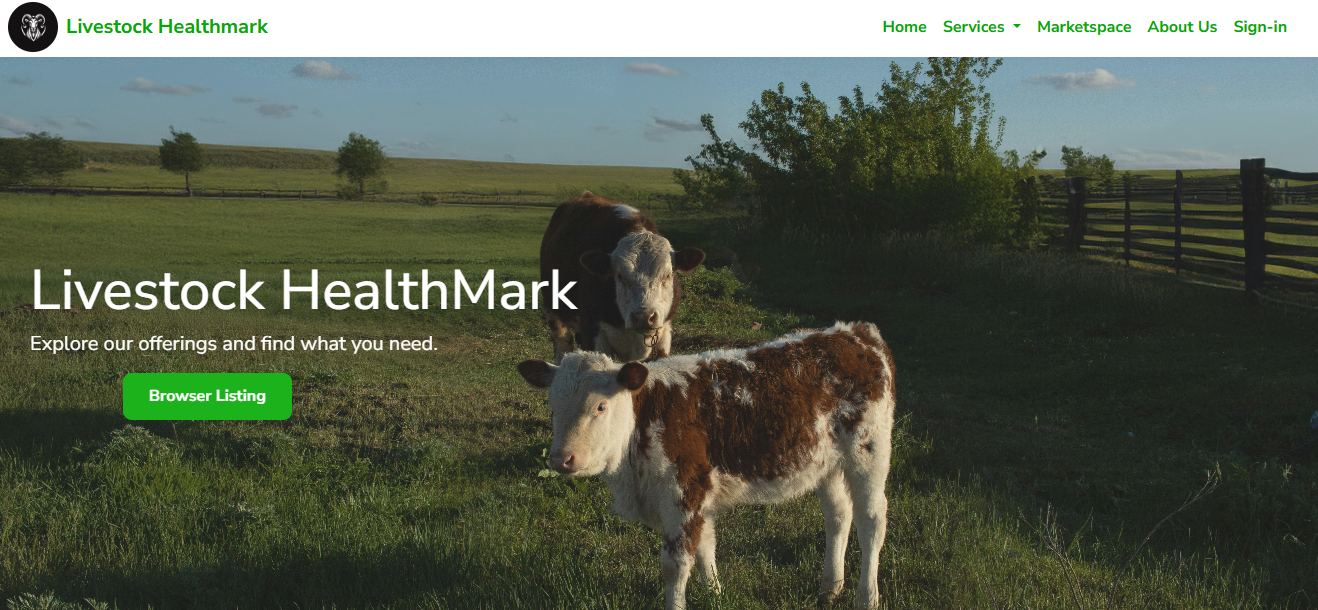 Livestock Healthmark
Home Services Marketspace About Us Sign-in
Livestock HealthMark
Explore our offerings and find what you need.
Browser Listing